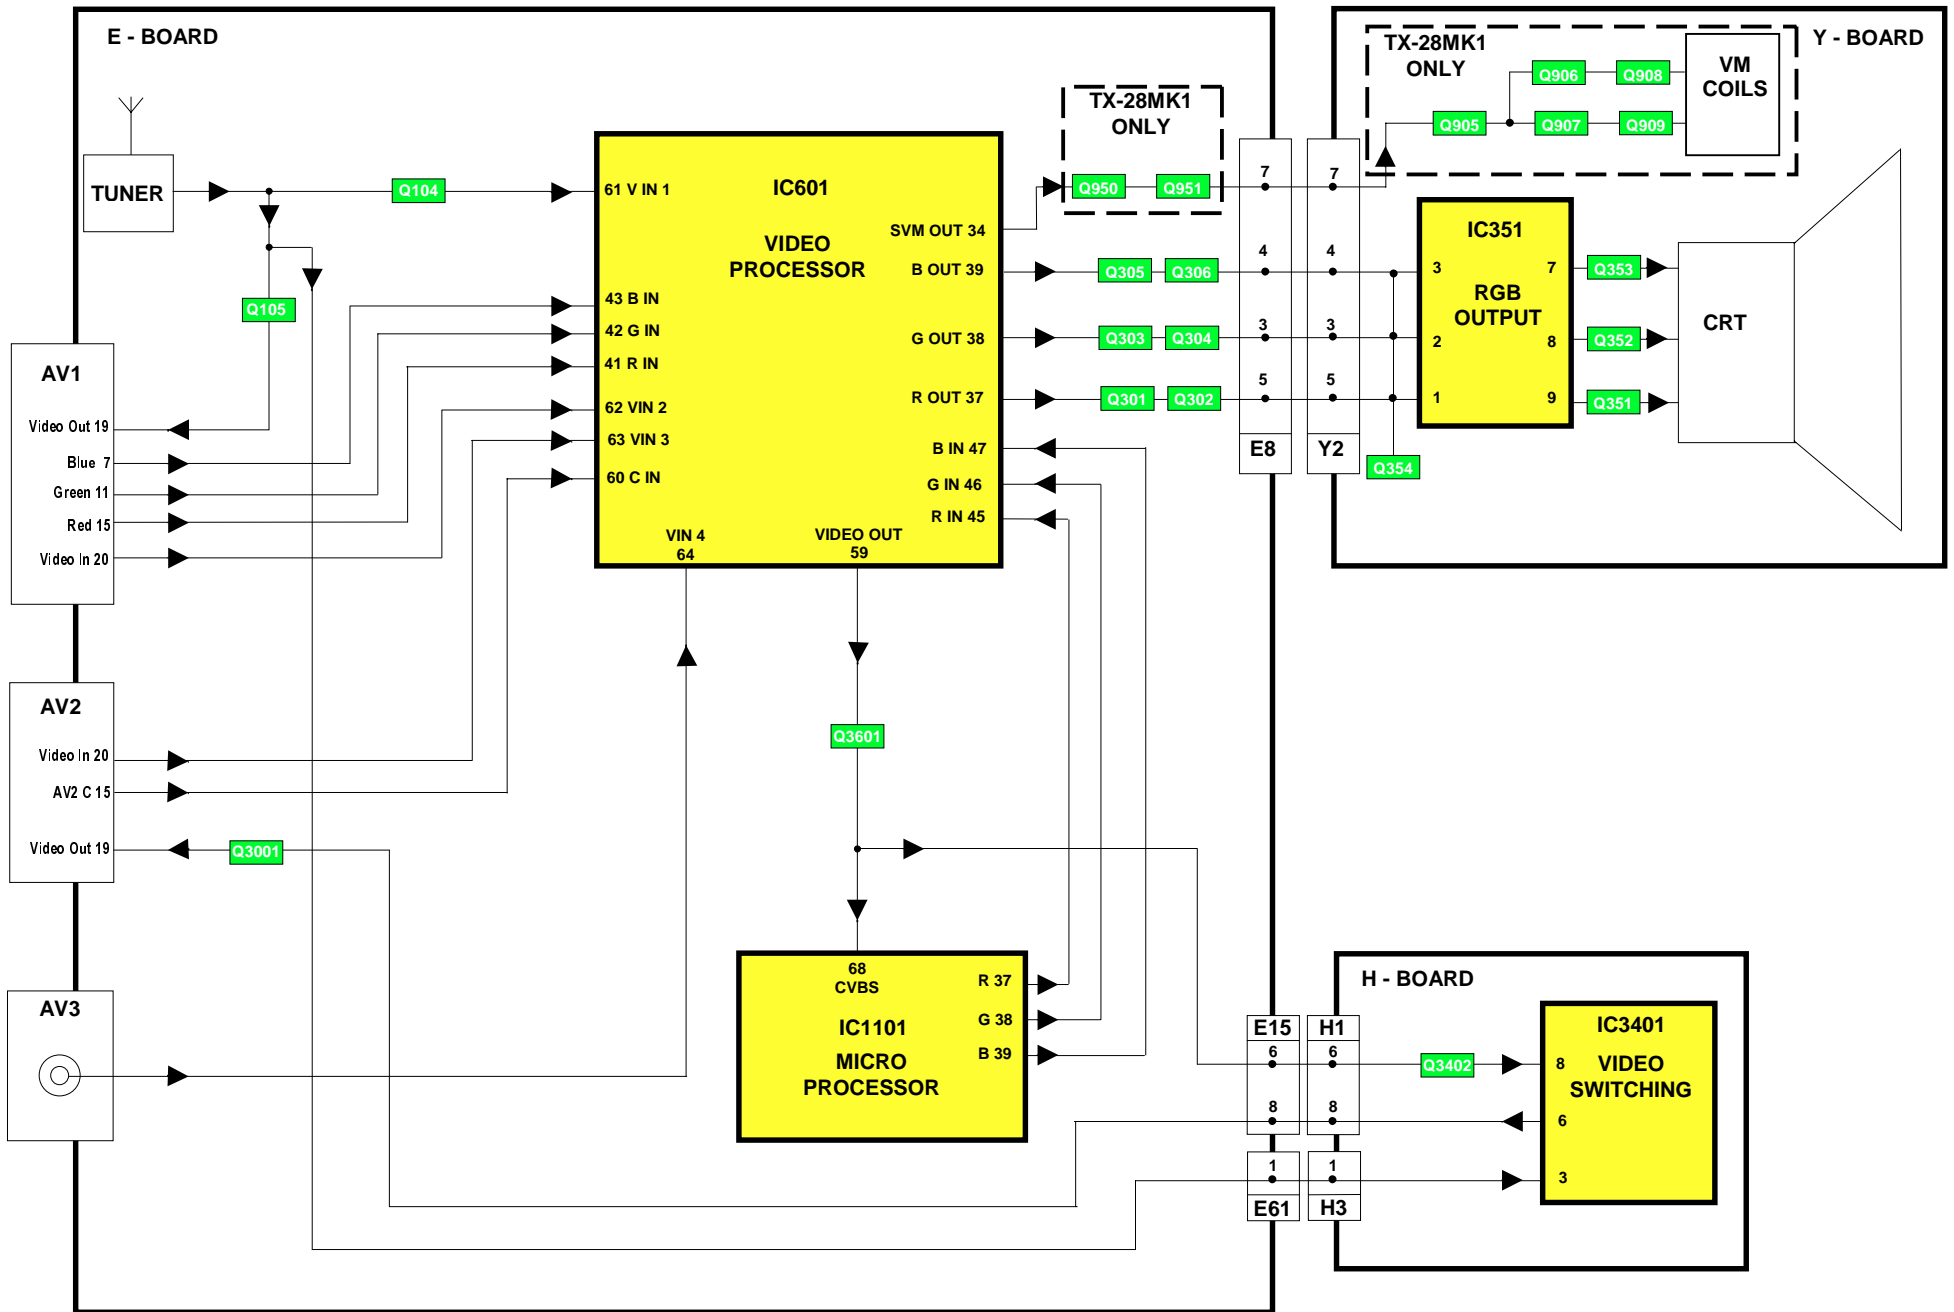 E - BOARD
TUNER
Q104
Q105
AV1
Video Out 19
Blue 7
Green 11
Red 15
Video In 20
AV2
Video In 20
AV2 C 15
Video Out 19
Q3001
AV3
61 V IN 1
IC601
VIDEO
PROCESSOR
43 B IN
42 G IN
41 R IN
62 VIN 2
63 VIN 3
60 C IN
VIN 4
64
VIDEO OUT
59
SVM OUT 34
B OUT 39
G OUT 38
R OUT 37
B IN 47
G IN 46
R IN 45
TX-28MK1
ONLY
Q950
Q951
Q305
Q306
Q303
Q304
Q301
Q302
7
4
3
5
E8
7
4
3
5
Y2
Y - BOARD
TX-28MK1
ONLY
Q905
Q906
Q908
Q907
Q909
VM
COILS
IC351
RGB
OUTPUT
3
2
1
7
8
9
Q354
Q353
Q352
Q351
CRT
Q3601
68
CVBS
IC1101
MICRO
PROCESSOR
R 37
G 38
B 39
E15
6
8
1
E61
H1
6
8
1
H3
H - BOARD
Q3402
IC3401
VIDEO
SWITCHING
8
6
3